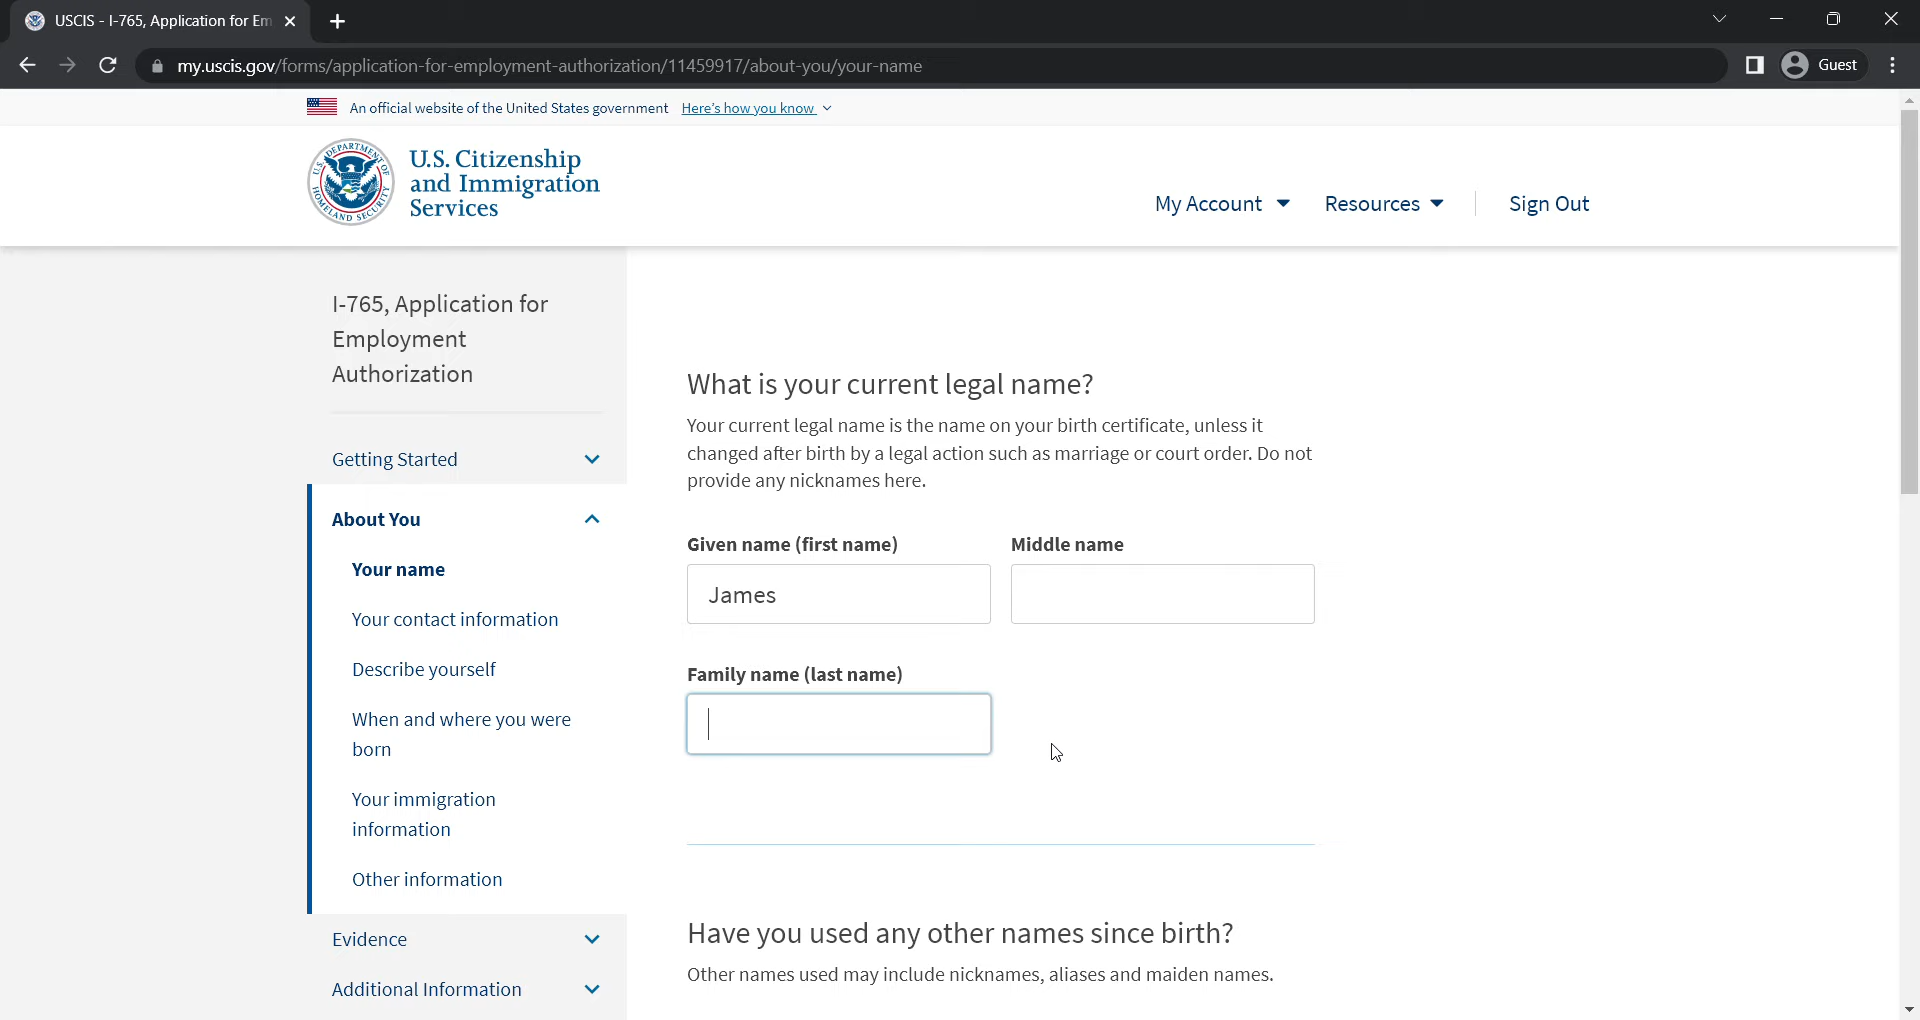 USCIS - I-765, Application for Em
my.uscis.gov/forms/application-for-employment-authorization/11459917/about-you/your-name
Guest
An official website of the United States government Here's how you know
U.S. DEPARTMENT OF HOMELAND SECURITY
U.S. Citizenship
and Immigration
Services
My Account
Resources
Sign Out
I-765, Application for
Employment
Authorization
Getting Started
About You
Your name
Your contact information
Describe yourself
When and where you were
born
Your immigration
information
Other information
Evidence
Additional Information
What is your current legal name?
Your current legal name is the name on your birth certificate, unless it
changed after birth by a legal action such as marriage or court order. Do not
provide any nicknames here.
Given name (first name)
Middle name
James
Family name (last name)
Have you used any other names since birth?
Other names used may include nicknames, aliases and maiden names.